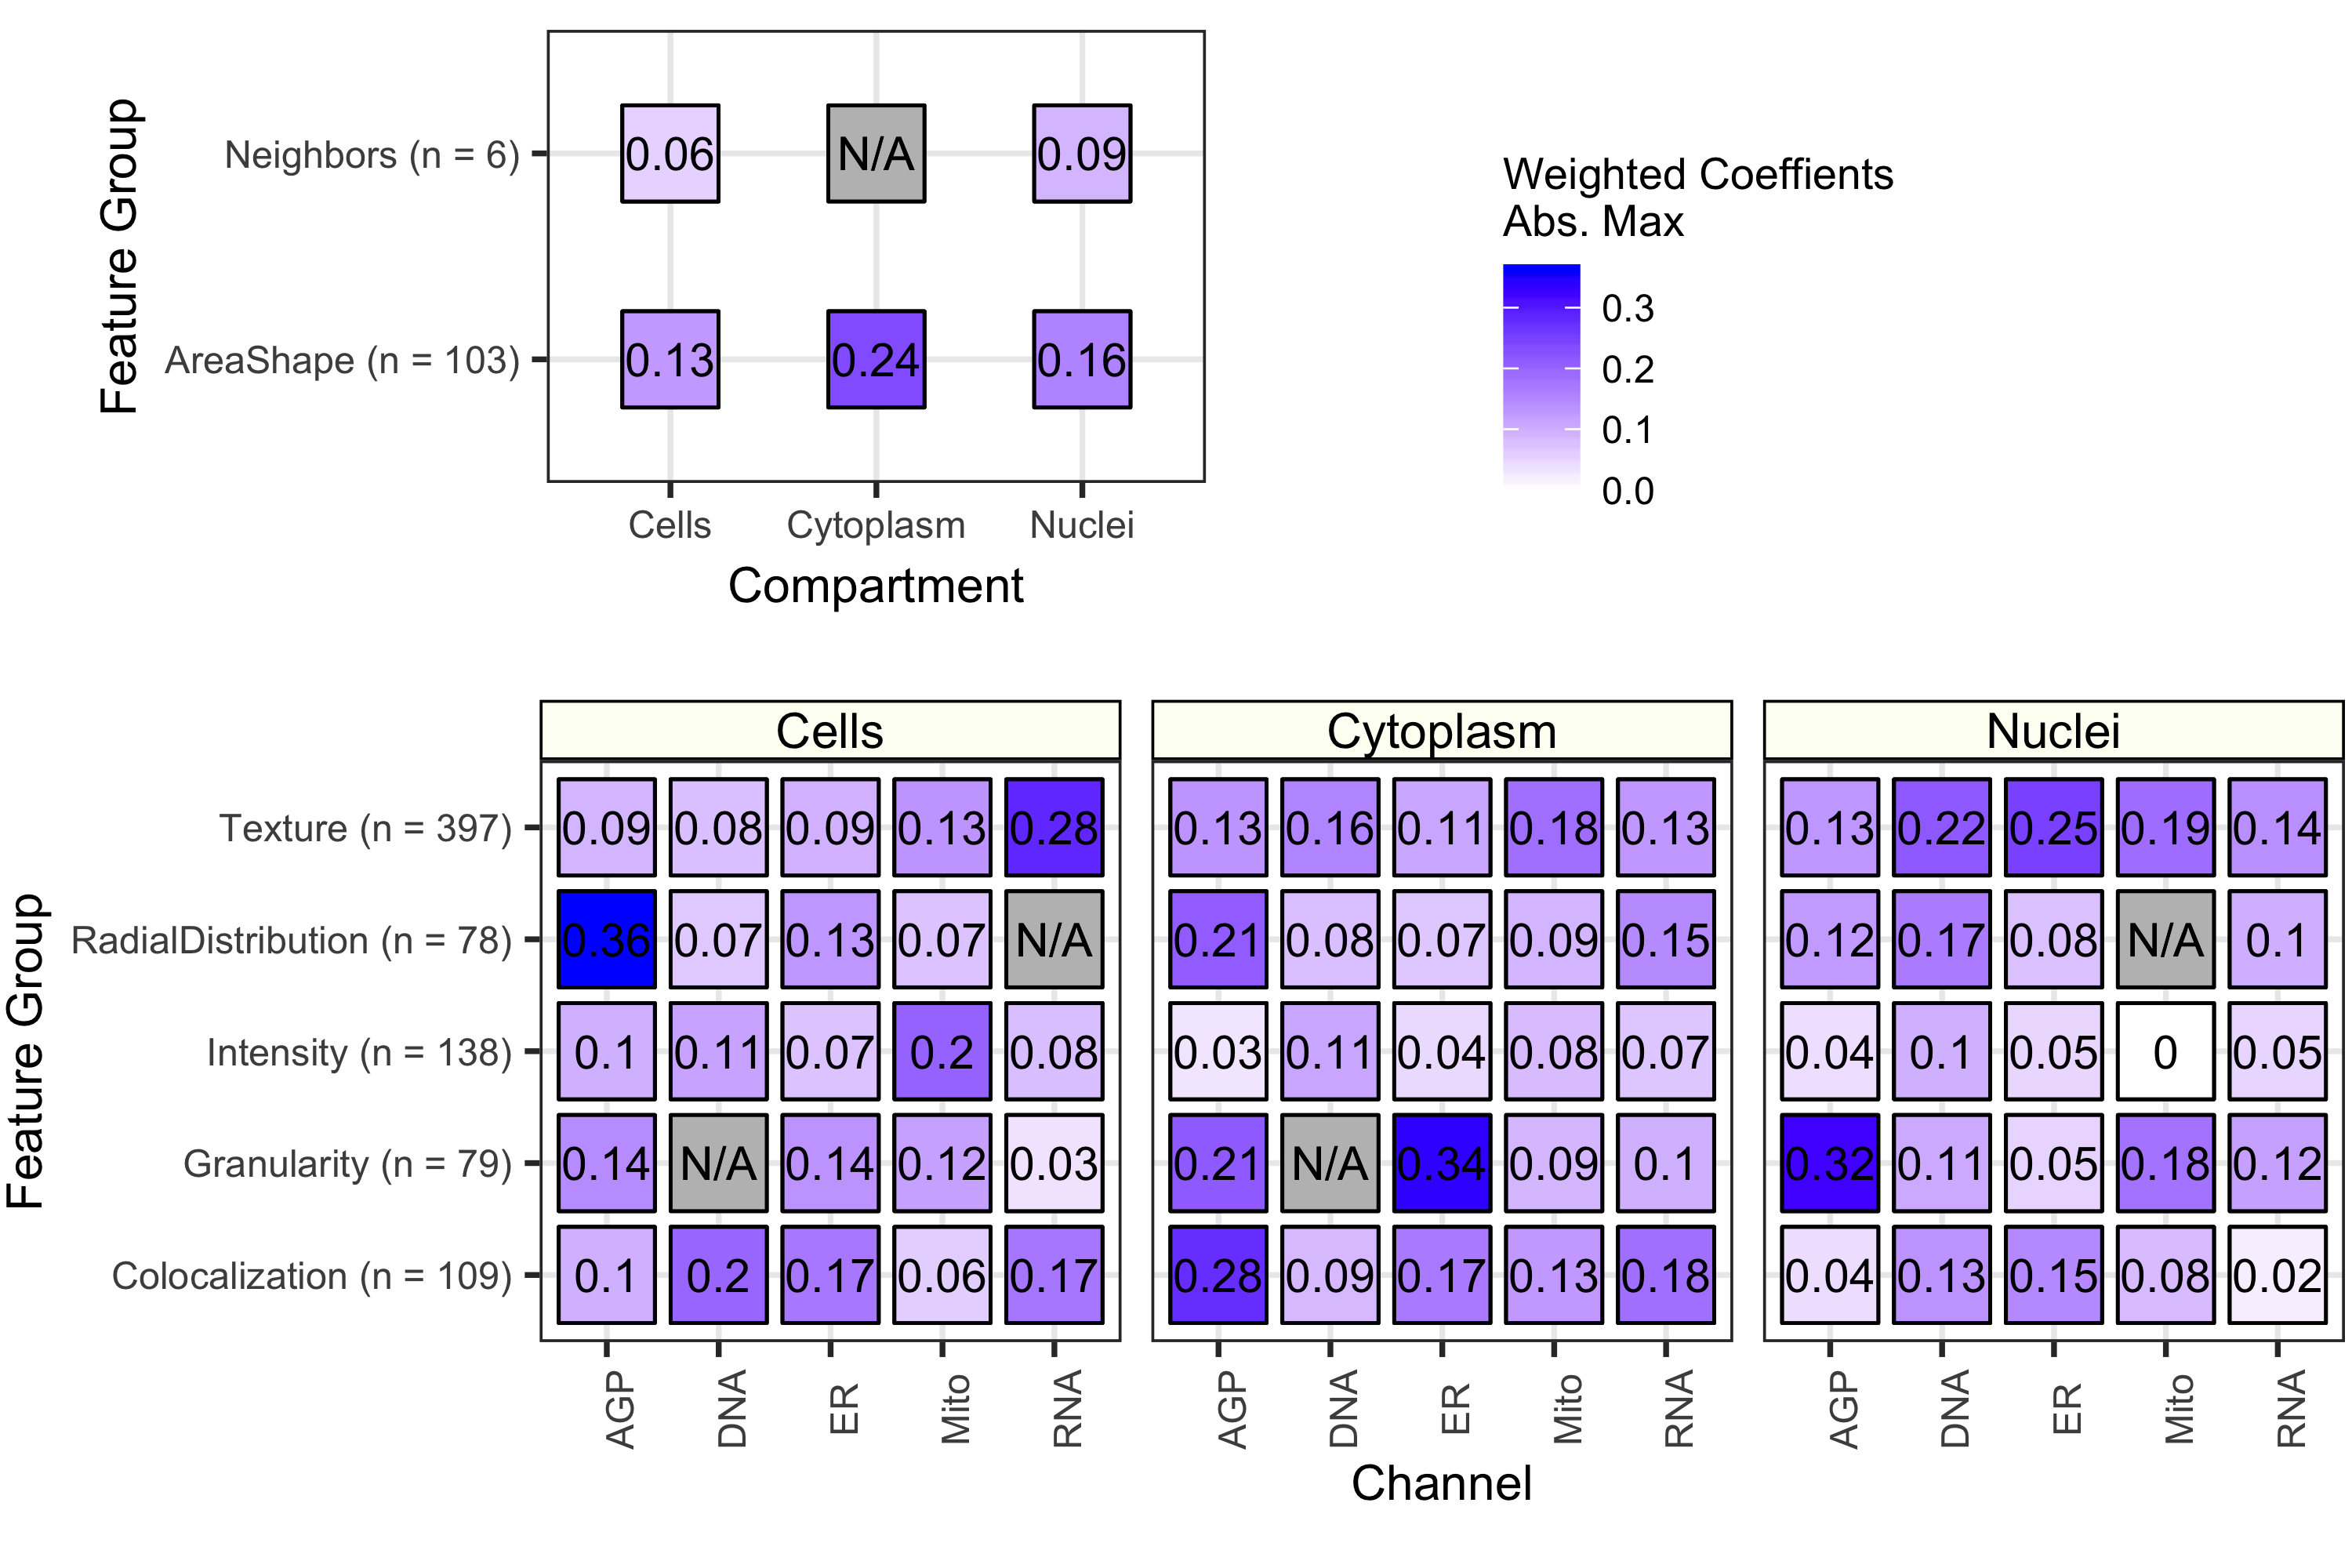 Feature Group
Neighbors (n = 6)
0.06 N/A 0.09
AreaShape (n = 103)
0.13 0.24 0.16
Cells Cytoplasm Nuclei
Compartment
Weighted Coeffients
Abs. Max
0.3
0.2
0.1
0.0
Cells Cytoplasm Nuclei
Feature Group
Texture (n = 397) 0.09 0.08 0.09 0.13 0.28 0.13 0.16 0.11 0.18 0.13 0.13 0.22 0.25 0.19 0.14
RadialDistribution (n = 78) 0.36 0.07 0.13 0.07 N/A 0.21 0.08 0.07 0.09 0.15 0.12 0.17 0.08 N/A 0.1
Intensity (n = 138) 0.1 0.11 0.07 0.2 0.08 0.03 0.11 0.04 0.08 0.07 0.04 0.1 0.05 0 0.05
Granularity (n = 79) 0.14 N/A 0.14 0.12 0.03 0.21 N/A 0.34 0.09 0.1 0.32 0.11 0.05 0.18 0.12
Colocalization (n = 109) 0.1 0.2 0.17 0.06 0.17 0.28 0.09 0.17 0.13 0.18 0.04 0.13 0.15 0.08 0.02
AGP DNA ER Mito RNA AGP DNA ER Mito RNA AGP DNA ER Mito RNA
Channel